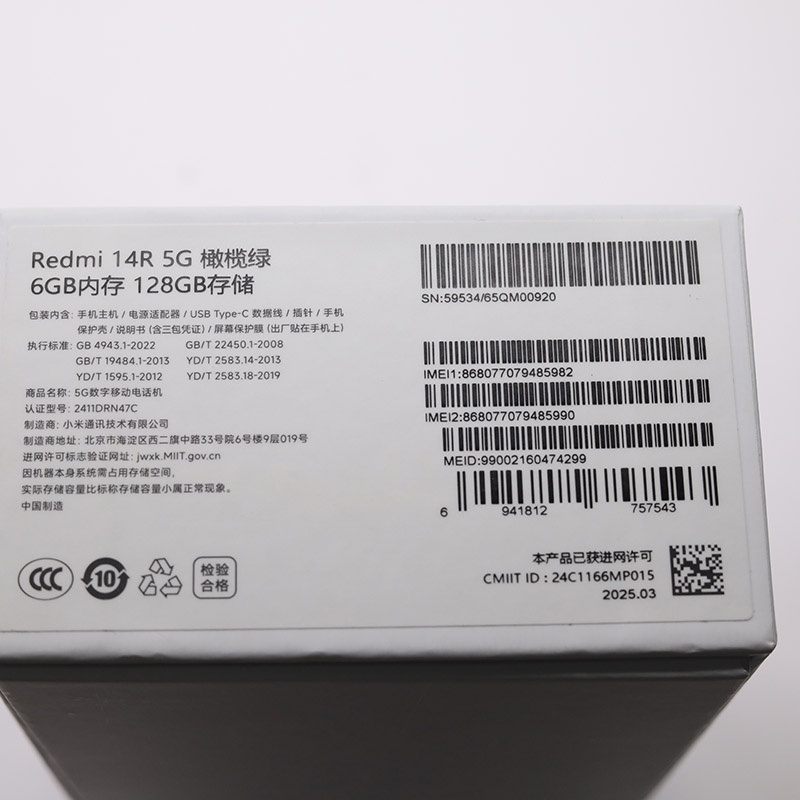 Redmi 14R 5G 橄榄绿
6GB内存 128GB存储
包装内含: 手机主机 / 电源适配器 / USB Type-C 数据线 / 插针 / 手机
保护壳 / 说明书 (含三包凭证) / 屏幕保护膜 (出厂贴在手机上)
执行标准: GB 4943.1-2022 GB/T 22450.1-2008
GB/T 19484.1-2013 YD/T 2583.14-2013
YD/T 1595.1-2012 YD/T 2583.18-2019
商品名称: 5G数字移动电话机
认证型号: 2411DRN47C
制造商: 小米通讯技术有限公司
制造商地址: 北京市海淀区西二旗中路33号院6号楼9层019号
进网许可标志验证网址: jwxk.MIIT.gov.cn
因机器本身系统需占用存储空间,
实际存储容量比标称存储容量小属正常现象。
中国制造
CCC
10
检验
合格
SN:59534/65QM00920
IMEI1:868077079485982
IMEI2:868077079485990
MEID:99002160474299
6 941812 757543
本产品已获进网许可
CMIIT ID : 24C1166MP015
2025.03